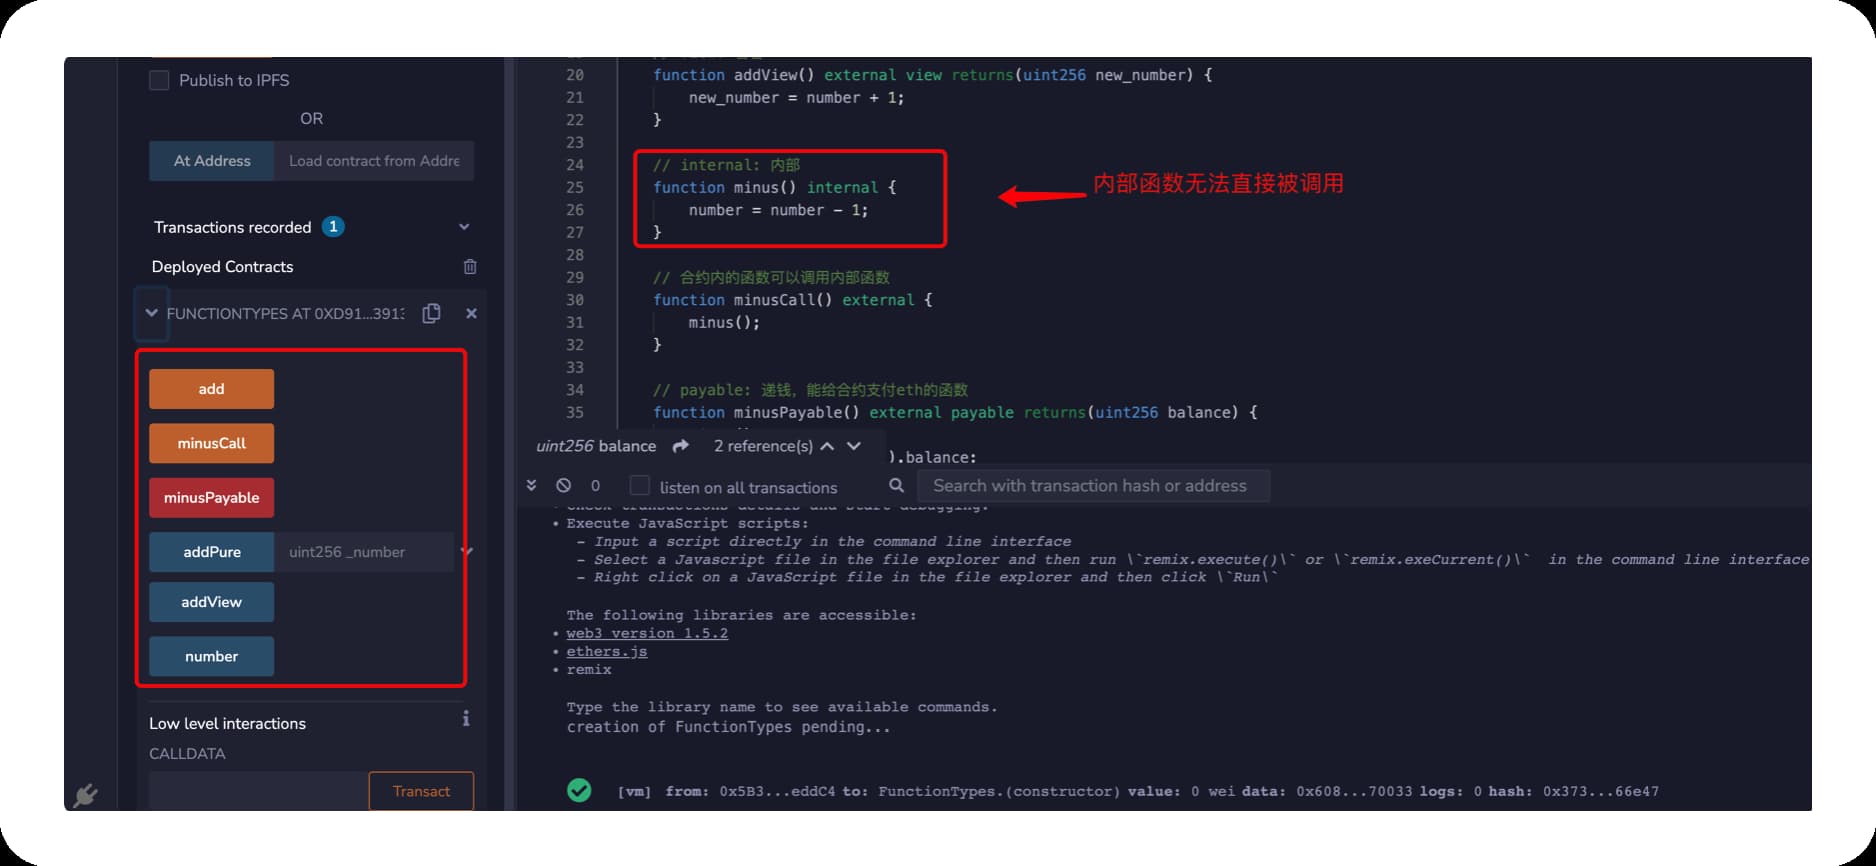 Publish to IPFS
OR
At Address Load contract from Addre
Transactions recorded 1
Deployed Contracts
FUNCTIONTYPES AT 0XD91...3913
add
minusCall
minusPayable
addPure uint256 _number
addView
number
Low level interactions
CALLDATA
Transact
20 function addView() external view returns(uint256 new_number) {
21 new_number = number + 1;
22 }
23
24 // internal: 内部
25 function minus() internal {
26 number = number - 1;
27 }
28
29 // 合约内的函数可以调用内部函数
30 function minusCall() external {
31 minus();
32 }
33
34 // payable: 递钱，能给合约支付eth的函数
35 function minusPayable() external payable returns(uint256 balance) {
内部函数无法直接被调用
uint256 balance 2 reference(s)
).balance;
0 listen on all transactions Search with transaction hash or address
• Check transactions details and start debugging.
• Execute JavaScript scripts:
- Input a script directly in the command line interface
- Select a Javascript file in the file explorer and then run \`remix.execute()\` or \`remix.exeCurrent()\` in the command line interface
- Right click on a JavaScript file in the file explorer and then click \`Run\`
The following libraries are accessible:
• web3 version 1.5.2
• ethers.js
• remix
Type the library name to see available commands.
creation of FunctionTypes pending...
[vm] from: 0x5B3...eddC4 to: FunctionTypes.(constructor) value: 0 wei data: 0x608...70033 logs: 0 hash: 0x373...66e47